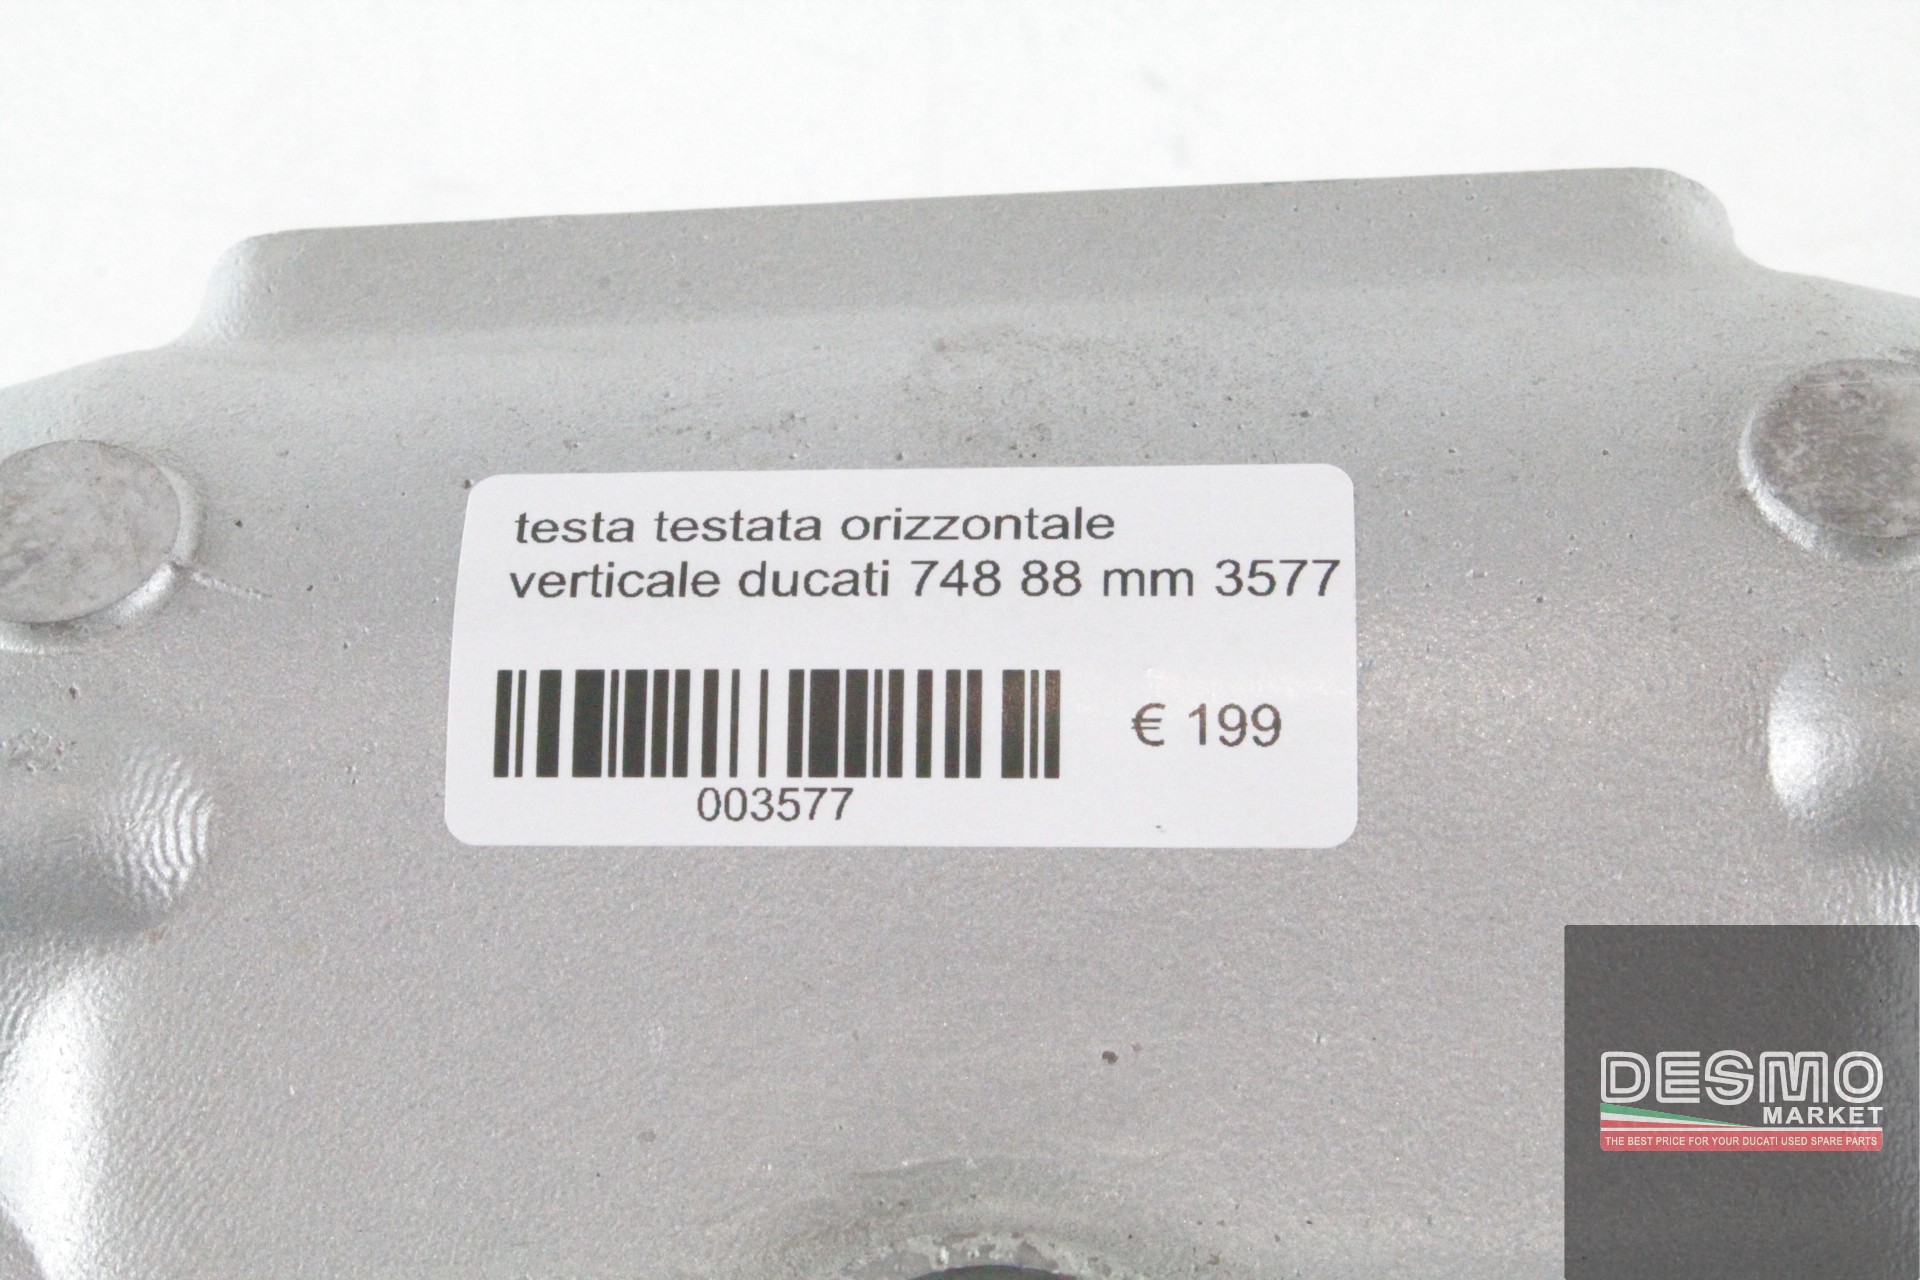 testa testata orizzontale
verticale ducati 748 88 mm 3577
€ 199
003577
DESMO
MARKET
THE BEST PRICE FOR YOUR DUCATI USED SPARE PARTS